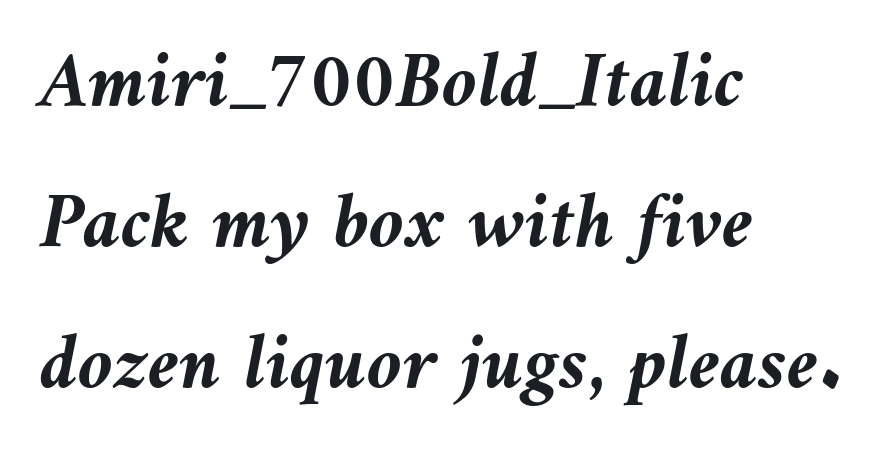 Amiri_700Bold_Italic
Pack my box with five
dozen liquor jugs, please.